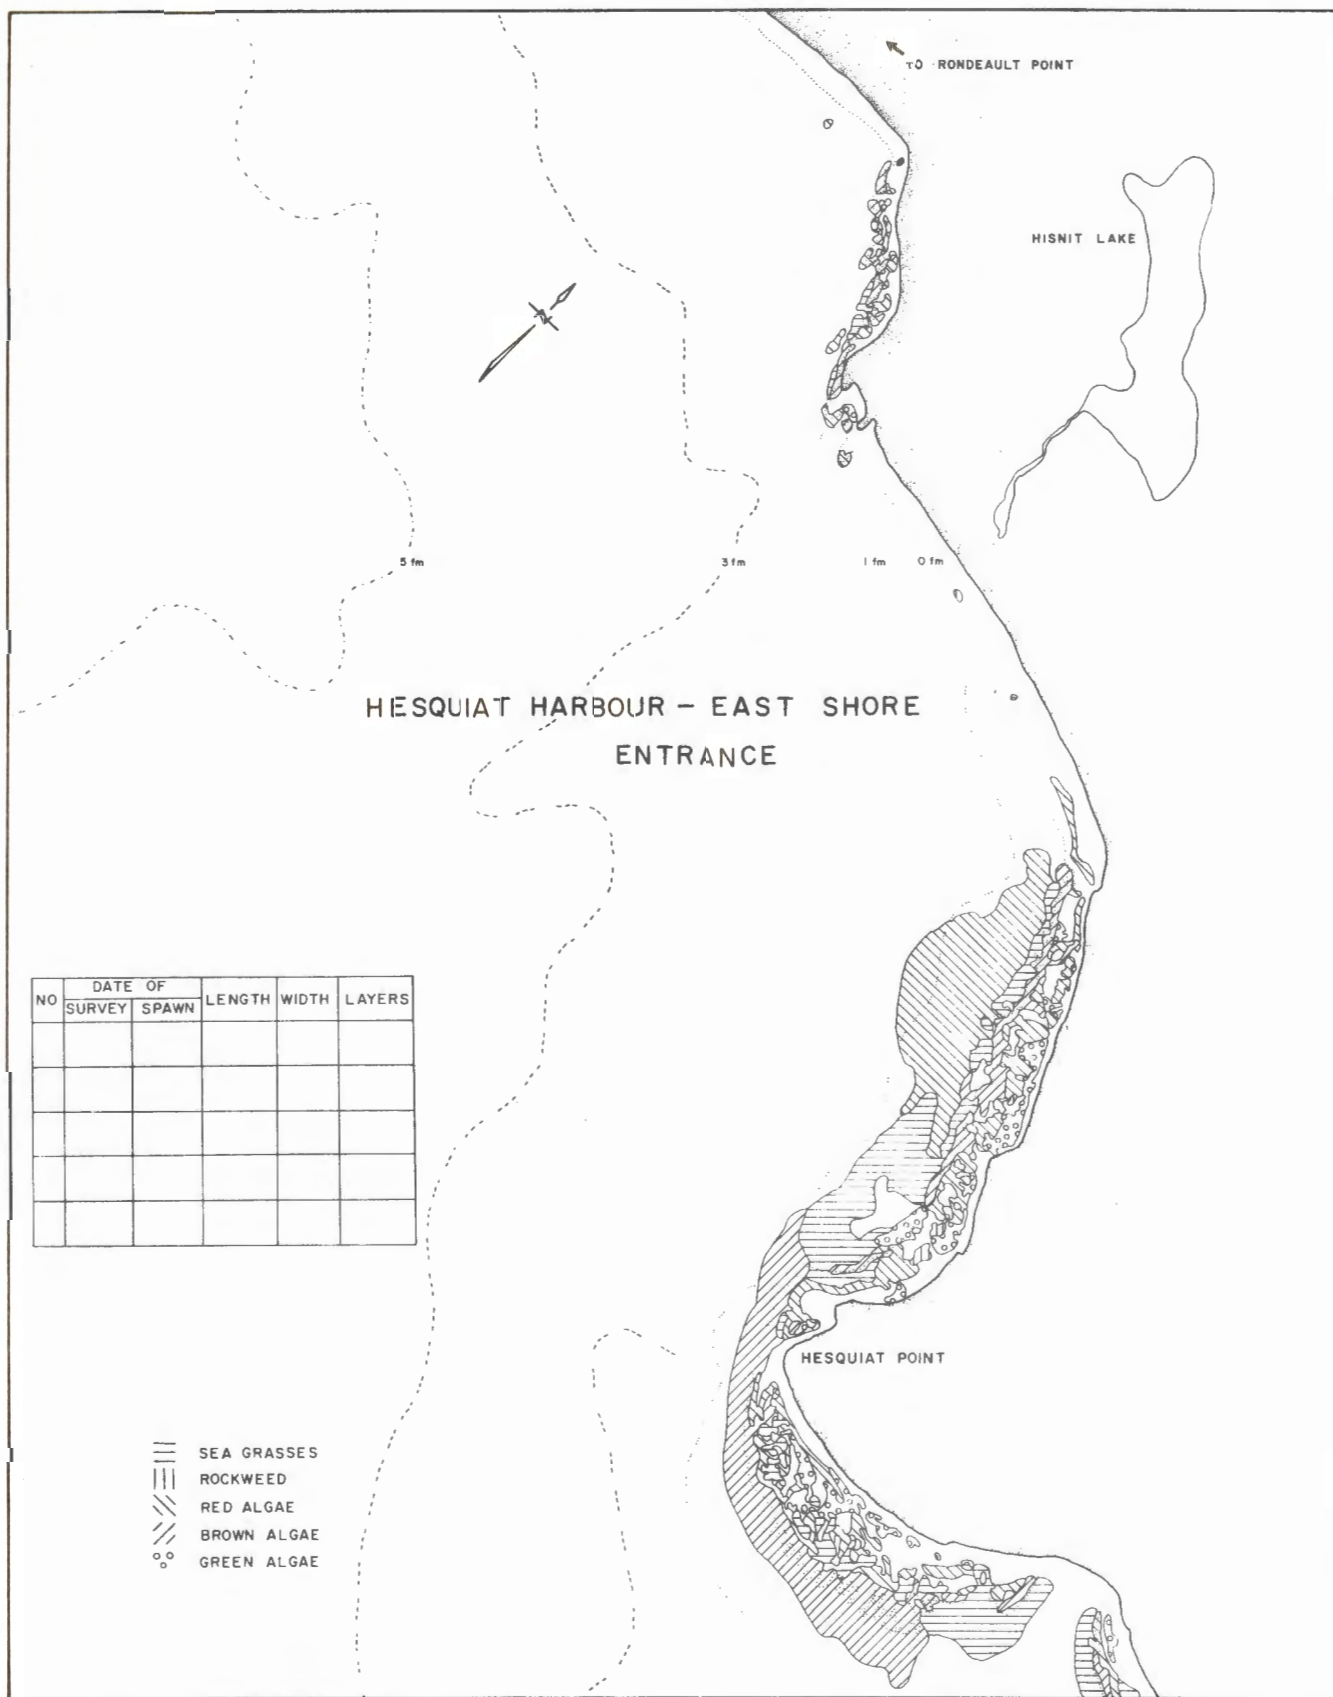 TO RONDEAULT POINT
HISNIT LAKE
5 fm 3 fm 1 fm 0 fm
HESQUIAT HARBOUR – EAST SHORE
ENTRANCE
NO DATE OF LENGTH WIDTH LAYERS
SURVEY SPAWN
HESQUIAT POINT
SEA GRASSES
ROCKWEED
RED ALGAE
BROWN ALGAE
GREEN ALGAE